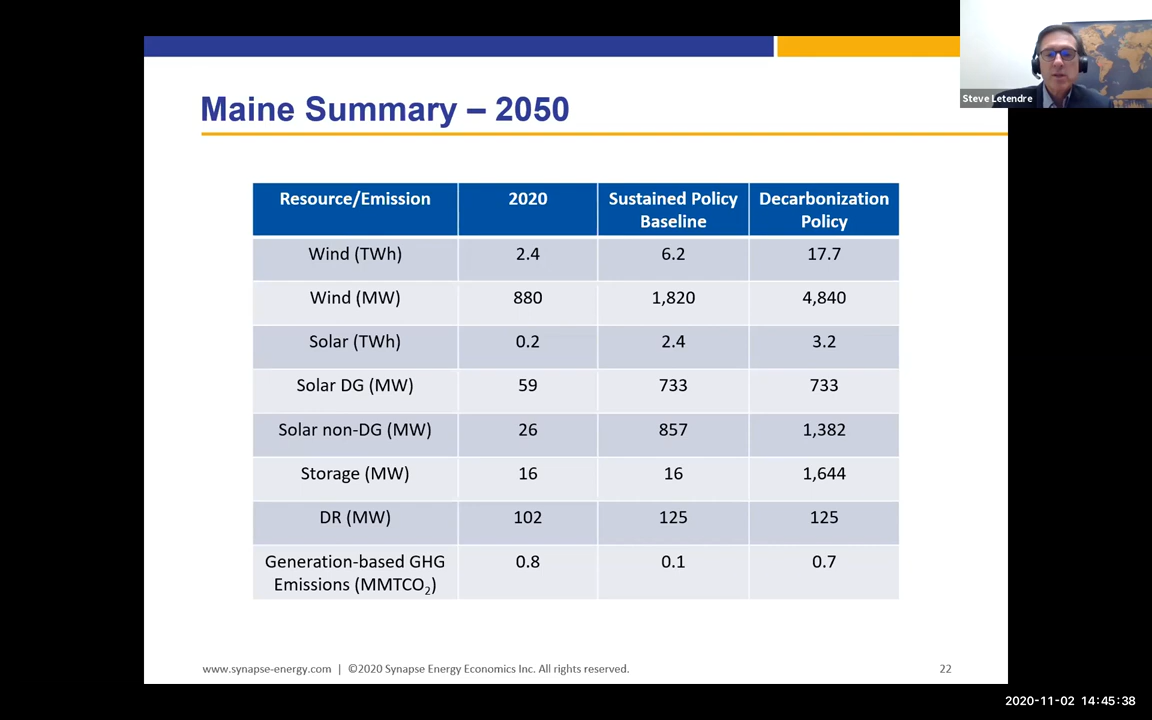 Steve Letendre
Maine Summary – 2050
Resource/Emission 2020 Sustained Policy Baseline Decarbonization Policy
Wind (TWh) 2.4 6.2 17.7
Wind (MW) 880 1,820 4,840
Solar (TWh) 0.2 2.4 3.2
Solar DG (MW) 59 733 733
Solar non-DG (MW) 26 857 1,382
Storage (MW) 16 16 1,644
DR (MW) 102 125 125
Generation-based GHG Emissions (MMTCO₂) 0.8 0.1 0.7
www.synapse-energy.com | ©2020 Synapse Energy Economics Inc. All rights reserved. 22
2020-11-02 14:45:38